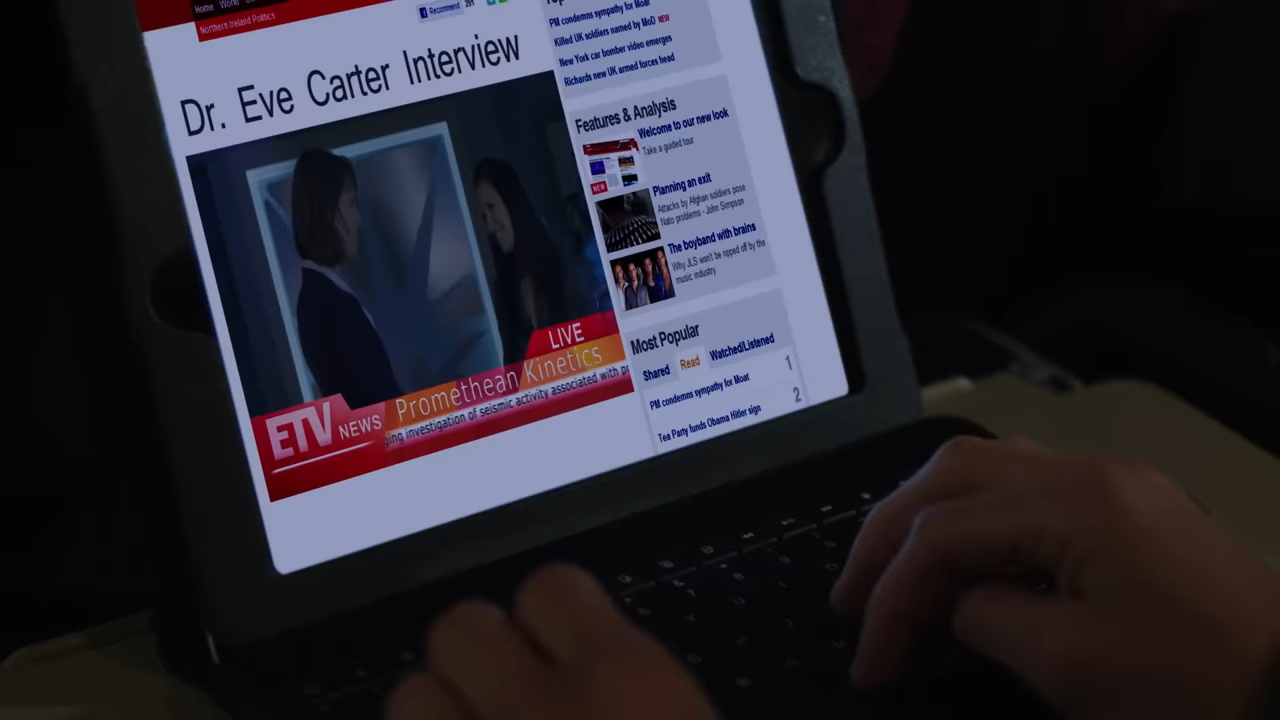 Home World
Northern Ireland Politics
Recommend 291
Dr. Eve Carter Interview
LIVE
Promethean Kinetics
ETV NEWS
ing investigation of seismic activity associated with
PM condemns sympathy for Moat
Killed UK soldiers named by MoD NEW
New York car bomber video emerges
Richards new UK armed forces head
Features & Analysis
Welcome to our new look
Take a guided tour
NEW
Planning an exit
Attacks by Afghan soldiers pose
Nato problems - John Simpson
The boyband with brains
Why JLS won't be ripped off by the
music industry
Most Popular
Shared Read Watched/Listened
PM condemns sympathy for Moat 1
Tea Party funds Obama Hitler sign 2